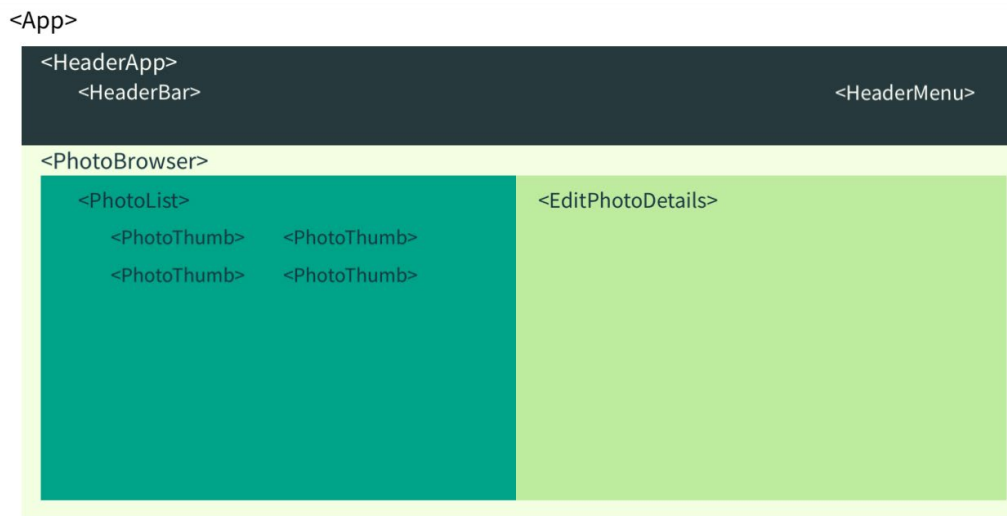 <App>
<HeaderApp>
<HeaderBar> <HeaderMenu>
<PhotoBrowser>
<PhotoList> <EditPhotoDetails>
<PhotoThumb> <PhotoThumb>
<PhotoThumb> <PhotoThumb>